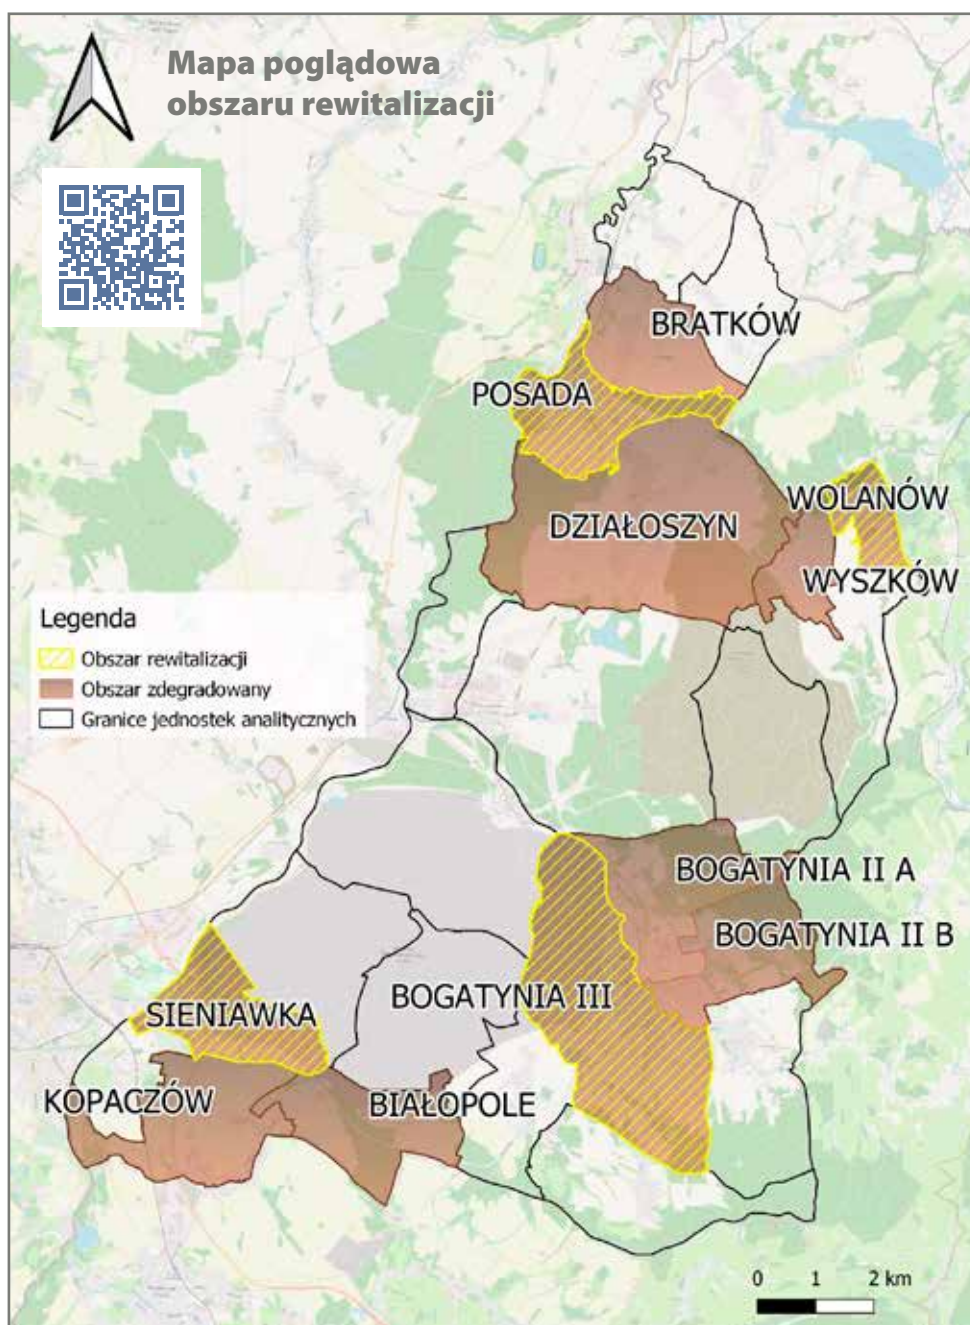 Mapa poglądowa
obszaru rewitalizacji
BRATKÓW
POSADA
WOLANÓW
DZIAŁOSZYN
WYSZKÓW
Legenda
Obszar rewitalizacji
Obszar zdegradowany
Granice jednostek analitycznych
BOGATYNIA II A
BOGATYNIA II B
BOGATYNIA III
SIENIAWKA
KOPACZÓW
BIAŁOPOLE
0 1 2 km